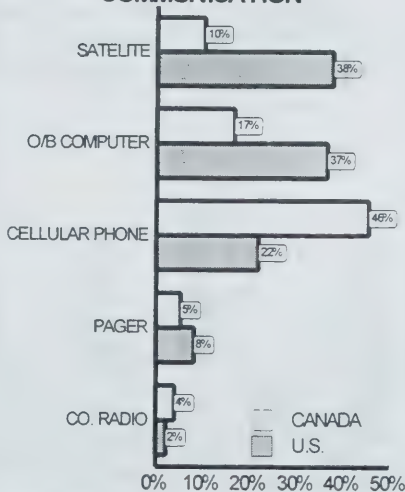 COMMUNICATION
SATELITE
10%
38%
O/B COMPUTER
17%
37%
CELLULAR PHONE
46%
22%
PAGER
5%
8%
CO. RADIO
4%
2%
CANADA
U.S.
0% 10% 20% 30% 40% 50%